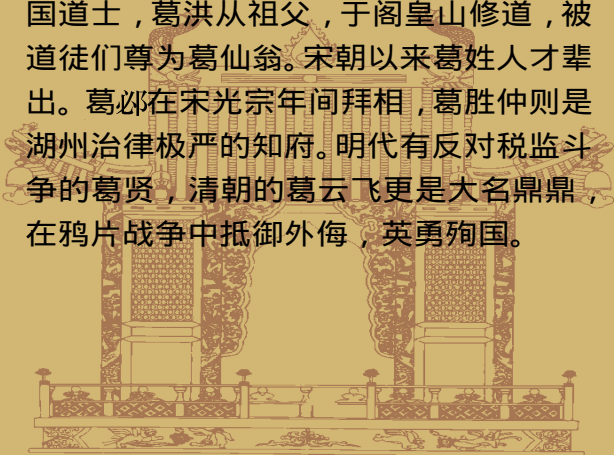 国道士，葛洪从祖父，于阁皇山修道，被
道徒们尊为葛仙翁。宋朝以来葛姓人才辈
出。葛邲在宋光宗年间拜相，葛胜仲则是
湖州治律极严的知府。明代有反对税监斗
争的葛贤，清朝的葛云飞更是大名鼎鼎，
在鸦片战争中抵御外侮，英勇殉国。